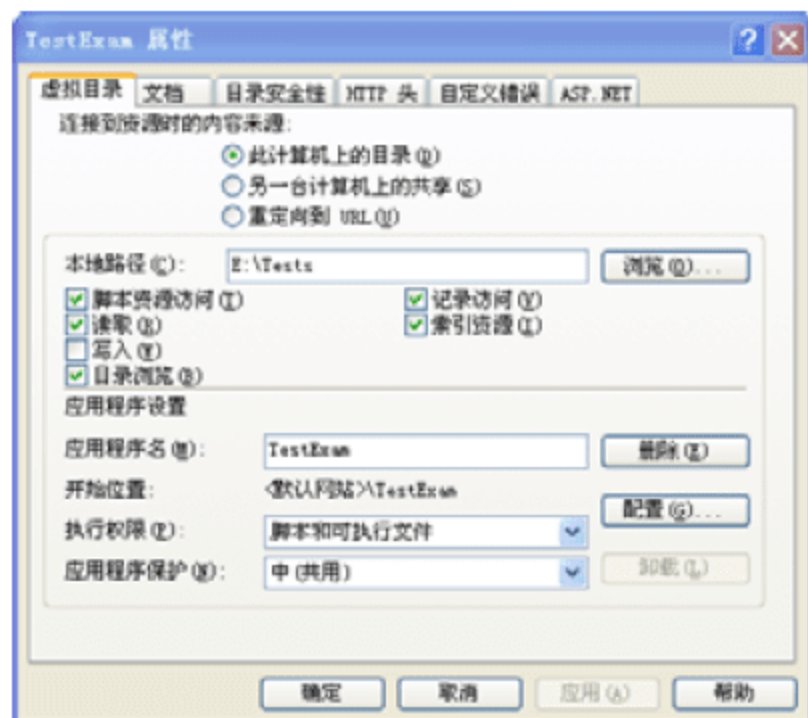 TestExam 属性
虚拟目录 文档 目录安全性 HTTP 头 自定义错误 ASP.NET
连接到资源时的内容来源:
此计算机上的目录(D)
另一台计算机上的共享(S)
重定向到 URL(U)
本地路径(C): E:\Tests 浏览(O)...
脚本资源访问(T) 记录访问(V)
读取(R) 索引资源(I)
写入(W)
目录浏览(B)
应用程序设置
应用程序名(M): TestExam 删除(E)
开始位置: <默认网站>\TestExam
配置(G)...
执行权限(P): 脚本和可执行文件
应用程序保护(N): 中(共用) 卸载(L)
确定 取消 应用(A) 帮助